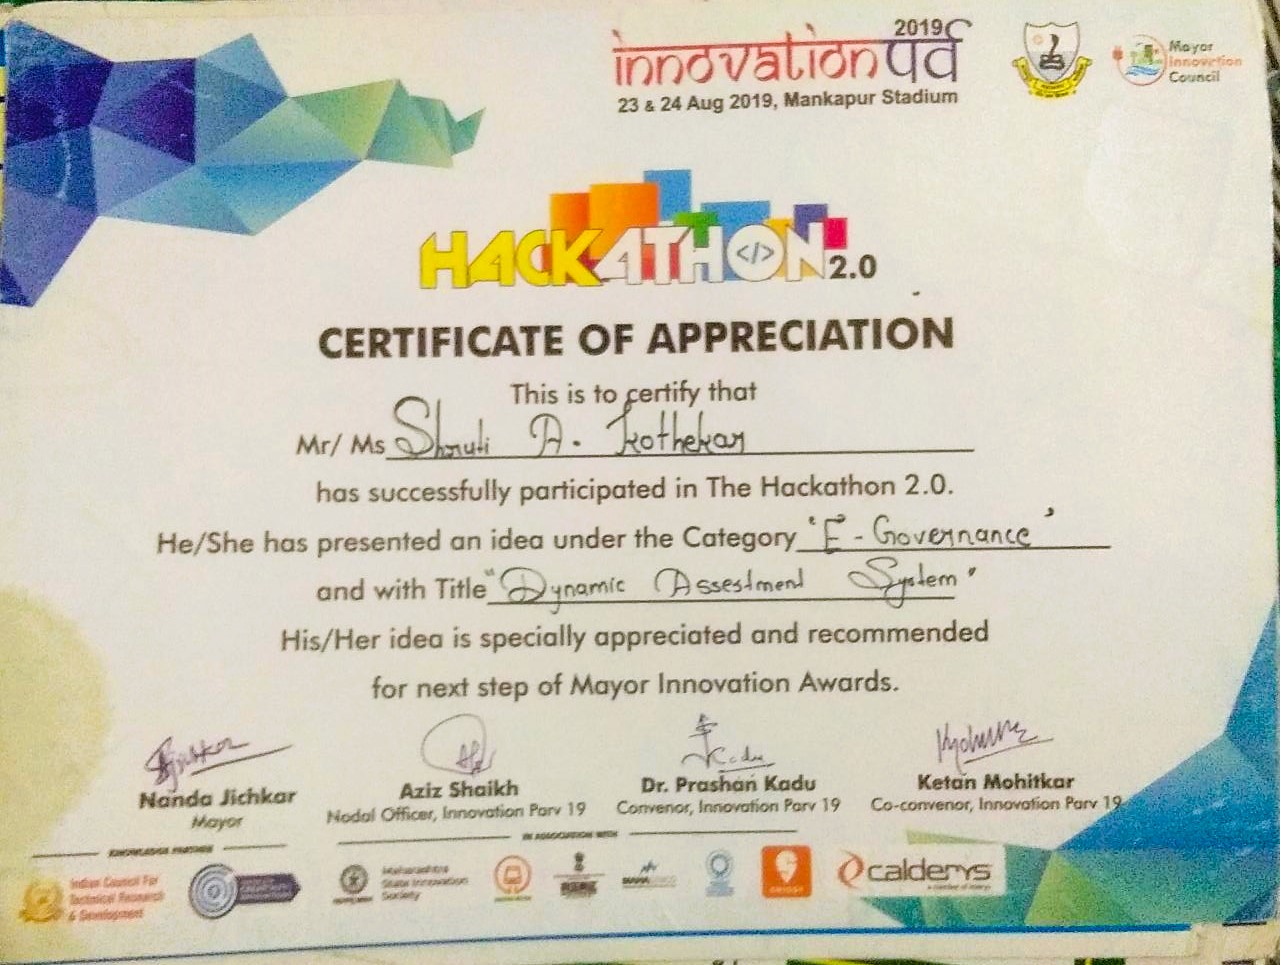 2019
innovation पर्व
23 & 24 Aug 2019, Mankapur Stadium
Mayor
Innovation
Council
HACKATHON 2.0
CERTIFICATE OF APPRECIATION
This is to certify that
Mr/ Ms Shruti A. Kothekar
has successfully participated in The Hackathon 2.0.
He/She has presented an idea under the Category 'E - Governance'
and with Title "Dynamic Assestment System"
His/Her idea is specially appreciated and recommended
for next step of Mayor Innovation Awards.
Nanda Jichkar
Mayor
Aziz Shaikh
Nodal Officer, Innovation Parv 19
Dr. Prashan Kadu
Convenor, Innovation Parv 19
Ketan Mohitkar
Co-convenor, Innovation Parv 19
KNOWLEDGE PARTNER
IN ASSOCIATION WITH
Indian Council For
Technical Research
& Development
Maharashtra
State Innovation
Society
SWIGGY
calderys